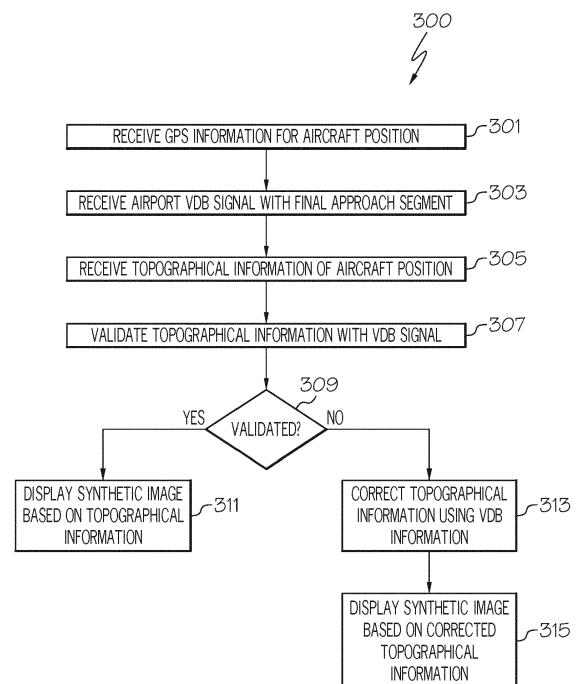 300
RECEIVE GPS INFORMATION FOR AIRCRAFT POSITION
301
RECEIVE AIRPORT VDB SIGNAL WITH FINAL APPROACH SEGMENT
303
RECEIVE TOPOGRAPHICAL INFORMATION OF AIRCRAFT POSITION
305
VALIDATE TOPOGRAPHICAL INFORMATION WITH VDB SIGNAL
307
309
YES
VALIDATED?
NO
DISPLAY SYNTHETIC IMAGE
BASED ON TOPOGRAPHICAL
INFORMATION
311
CORRECT TOPOGRAPHICAL
INFORMATION USING VDB
INFORMATION
313
DISPLAY SYNTHETIC IMAGE
BASED ON CORRECTED
TOPOGRAPHICAL
INFORMATION
315